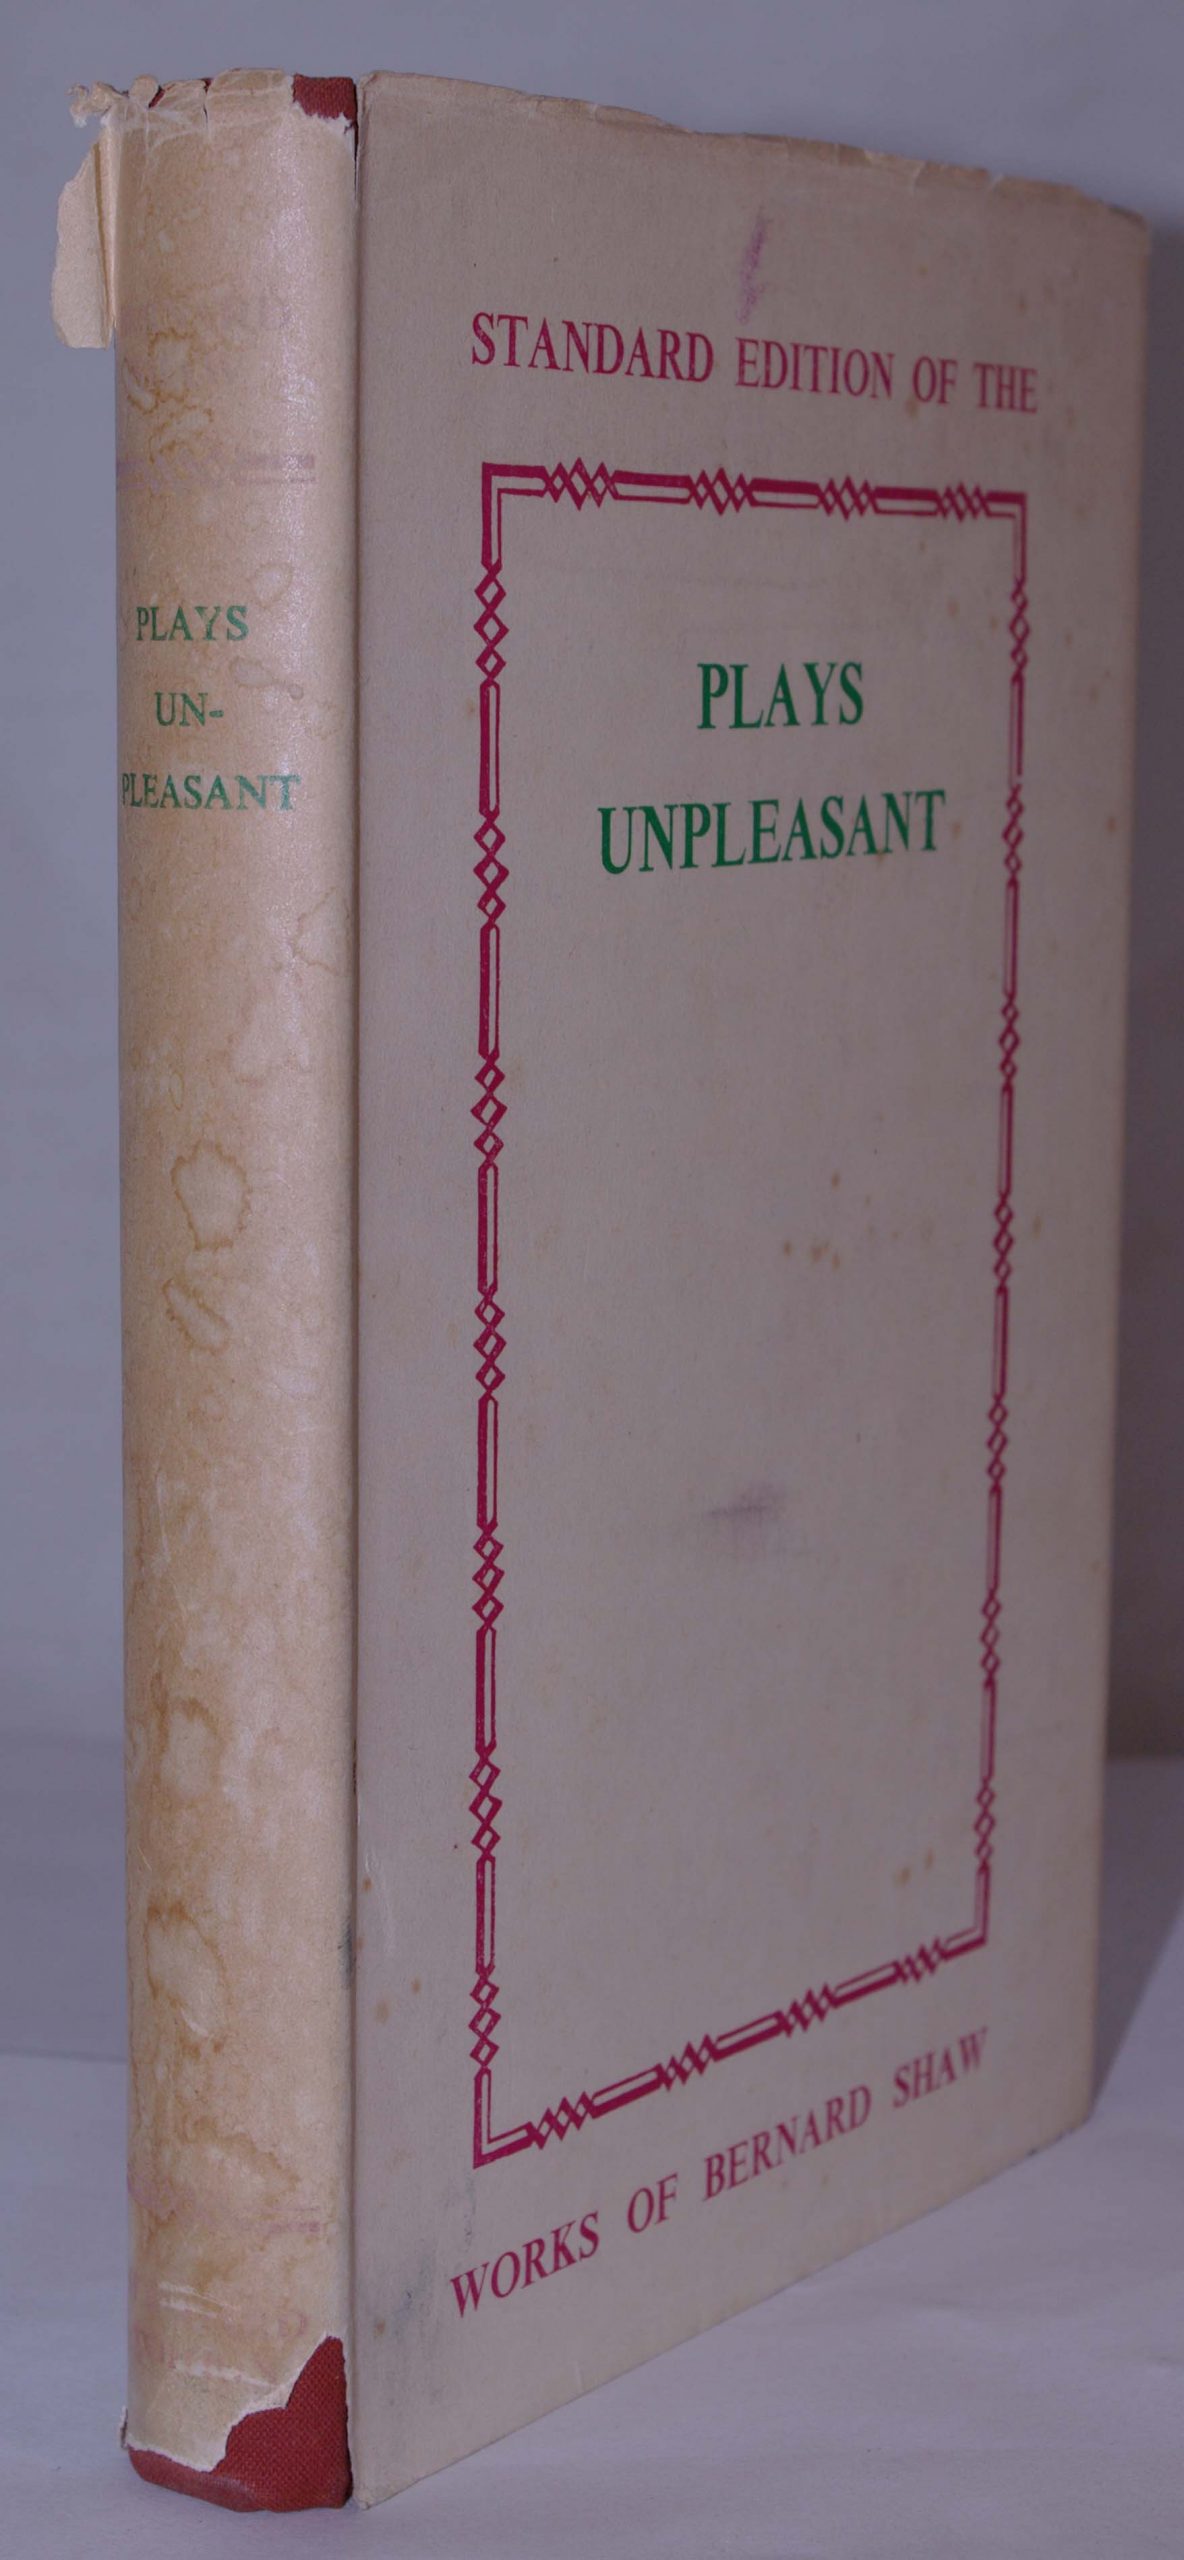 PLAYS
UN-
PLEASANT
STANDARD EDITION OF THE
PLAYS
UNPLEASANT
WORKS OF BERNARD SHAW